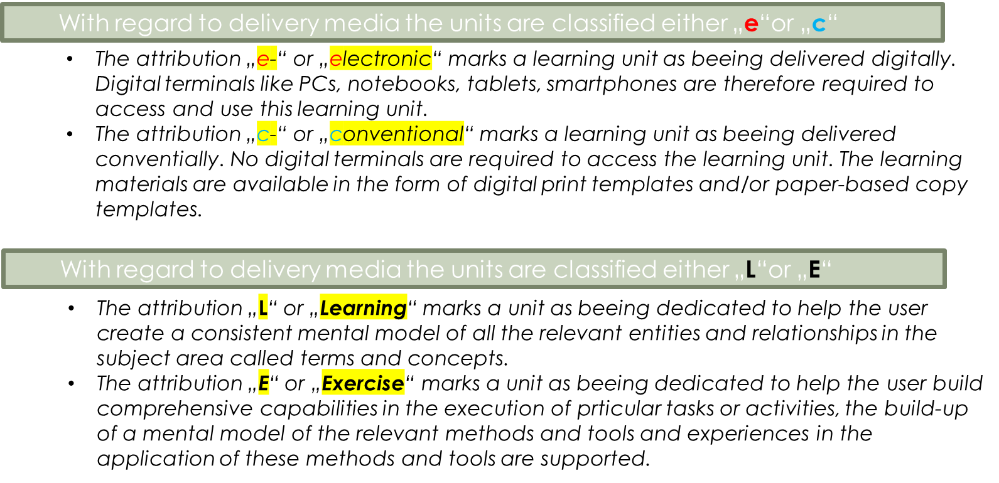 With regard to delivery media the units are classified either „e“or „c“
• The attribution „e-“ or „electronic“ marks a learning unit as beeing delivered digitally.
Digital terminals like PCs, notebooks, tablets, smartphones are therefore required to
access and use this learning unit.
• The attribution „c-“ or „conventional“ marks a learning unit as beeing delivered
conventially. No digital terminals are required to access the learning unit. The learning
materials are available in the form of digital print templates and/or paper-based copy
templates.
With regard to delivery media the units are classified either „L“or „E“
• The attribution „L“ or „Learning“ marks a unit as beeing dedicated to help the user
create a consistent mental model of all the relevant entities and relationships in the
subject area called terms and concepts.
• The attribution „E“ or „Exercise“ marks a unit as beeing dedicated to help the user build
comprehensive capabilities in the execution of prticular tasks or activities, the build-up
of a mental model of the relevant methods and tools and experiences in the
application of these methods and tools are supported.